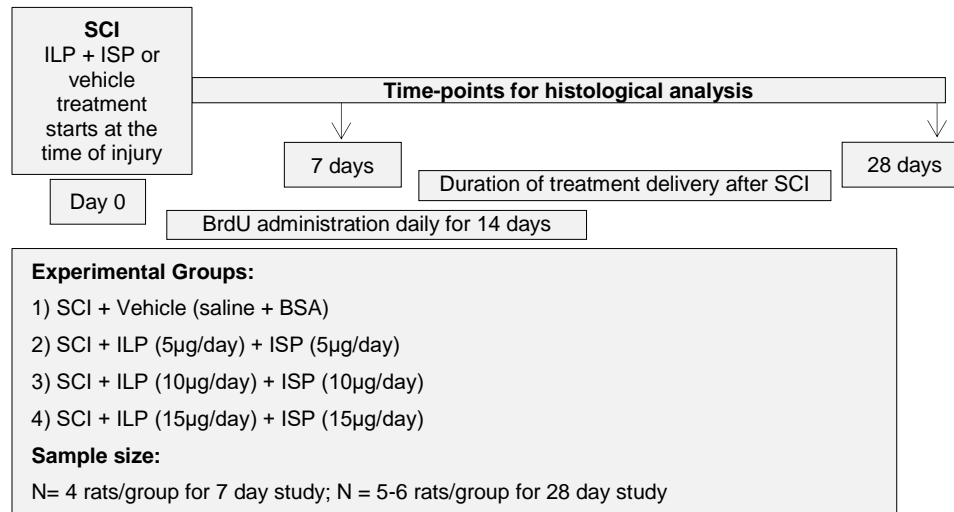 SCI
ILP + ISP or
vehicle
treatment
starts at the
time of injury
Time-points for histological analysis
7 days
28 days
Duration of treatment delivery after SCI
Day 0
BrdU administration daily for 14 days
Experimental Groups:
1) SCI + Vehicle (saline + BSA)
2) SCI + ILP (5µg/day) + ISP (5µg/day)
3) SCI + ILP (10µg/day) + ISP (10µg/day)
4) SCI + ILP (15µg/day) + ISP (15µg/day)
Sample size:
N= 4 rats/group for 7 day study; N = 5-6 rats/group for 28 day study